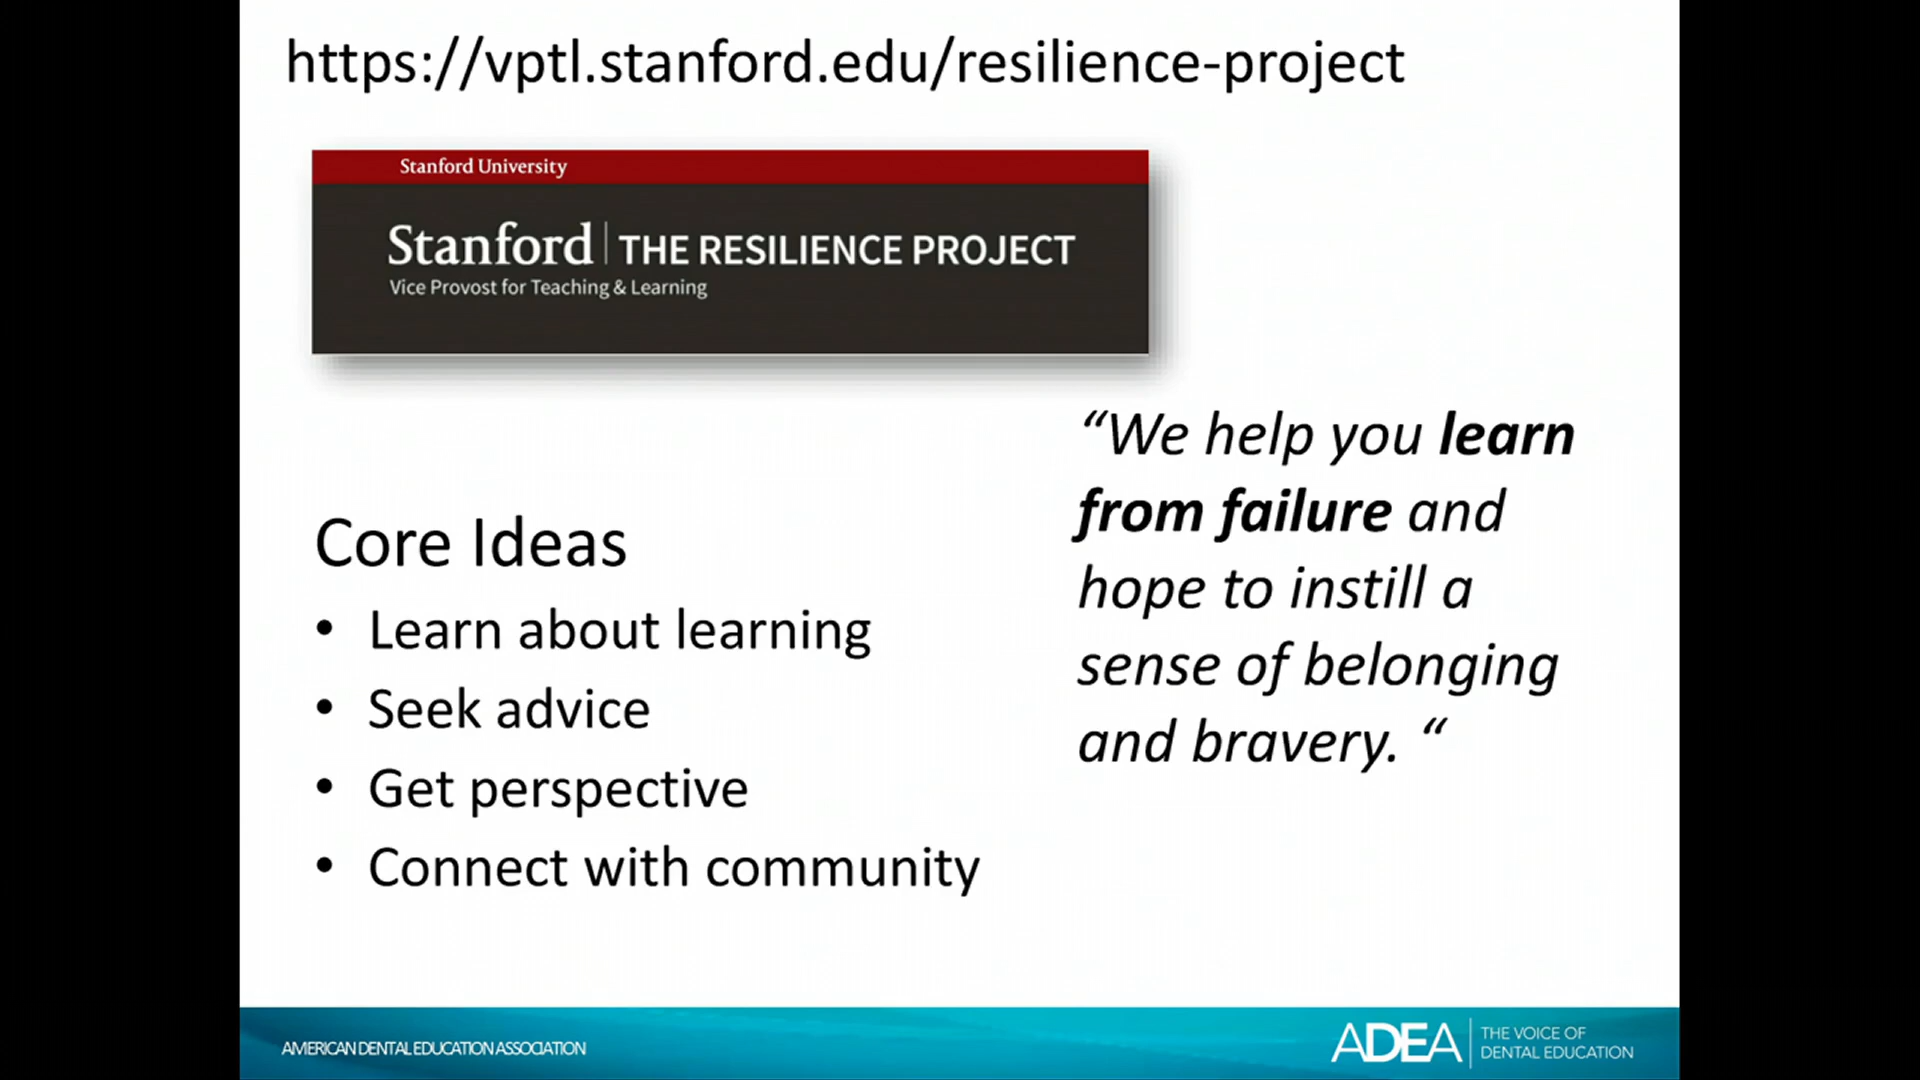 https://vptl.stanford.edu/resilience-project
Stanford University
Stanford | THE RESILIENCE PROJECT
Vice Provost for Teaching & Learning
Core Ideas
• Learn about learning
• Seek advice
• Get perspective
• Connect with community
“We help you learn
from failure and
hope to instill a
sense of belonging
and bravery. “
AMERICAN DENTAL EDUCATION ASSOCIATION
ADEA
THE VOICE OF
DENTAL EDUCATION